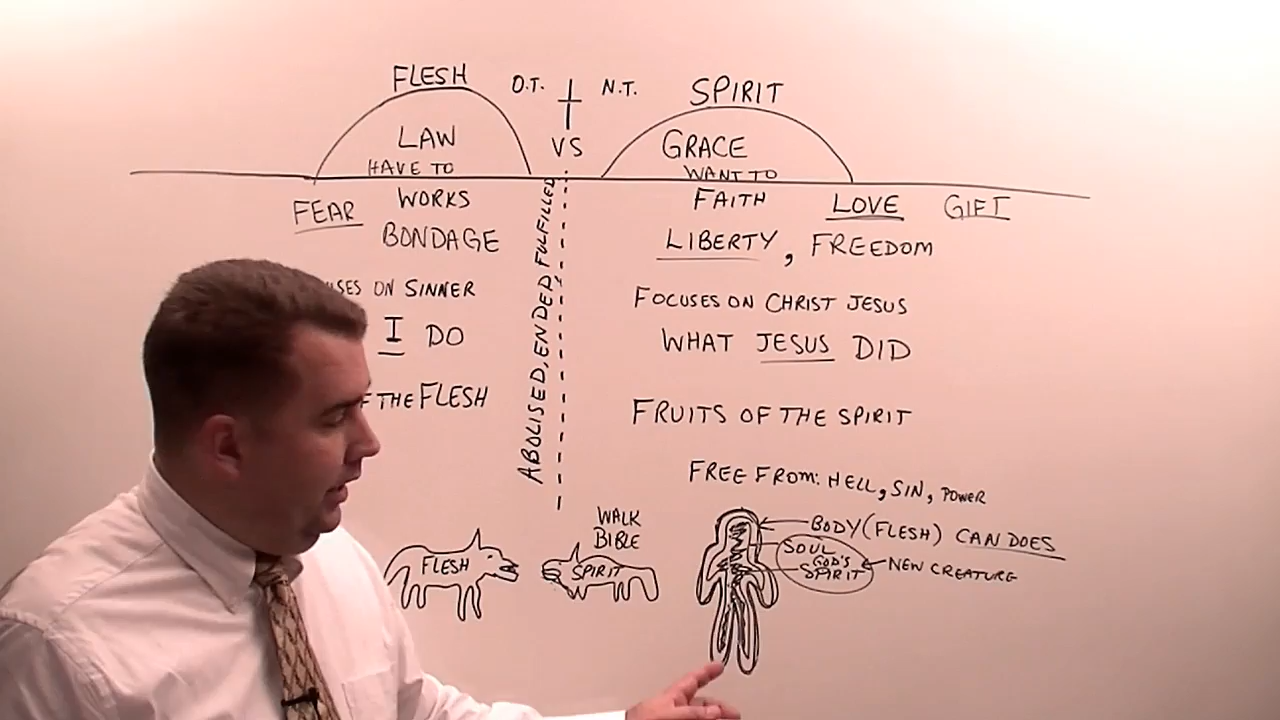 FLESH
O.T.
N.T.
SPIRIT
LAW
VS
GRACE
HAVE TO
WANT TO
FEAR
WORKS
FAITH
LOVE
GIFT
BONDAGE
LIBERTY, FREEDOM
ABOLISED, ENDED, FULFILLED
ON SINNER
FOCUSES ON CHRIST JESUS
I DO
WHAT JESUS DID
THE FLESH
FRUITS OF THE SPIRIT
FREE FROM: HELL, SIN, POWER
WALK
BIBLE
FLESH
SPIRIT
BODY (FLESH) CAN DOES
SOUL
GOD'S
SPIRIT
NEW CREATURE